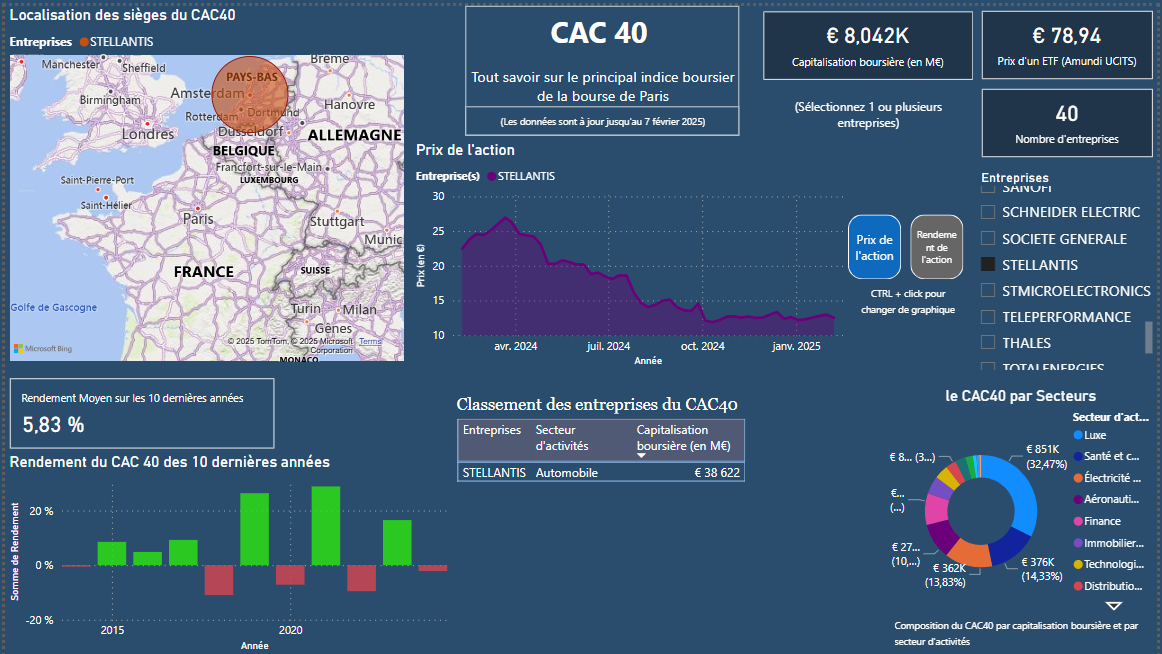 Localisation des sièges du CAC40
Entreprises STELLANTIS
Manchester
Sheffield
Birmingham
Londres
PAYS-BAS
Amsterdam
Rotterdam
Dortmund
Düsseldorf
Brême
Hanovre
ALLEMAGNE
BELGIQUE
Francfort-sur-le-Main
LUXEMBOURG
Saint-Pierre-Port
Saint-Hélier
Paris
Stuttgart
Munic
FRANCE
SUISSE
Golfe de Gascogne
Turin
Milan
Gênes
MONACO
Microsoft Bing
© 2025 TomTom, © 2025 Microsoft Corporation Terms
CAC 40
Tout savoir sur le principal indice boursier
de la bourse de Paris
(Les données sont à jour jusqu'au 7 février 2025)
€ 8,042K
Capitalisation boursière (en M€)
€ 78,94
Prix d'un ETF (Amundi UCITS)
(Sélectionnez 1 ou plusieurs
entreprises)
40
Nombre d'entreprises
Prix de l'action
Entreprise(s) STELLANTIS
Prix (en €)
30
25
20
15
10
avr. 2024
juil. 2024
oct. 2024
janv. 2025
Année
Prix de
l'action
Rendeme
nt de
l'action
CTRL + click pour
changer de graphique
Entreprises
SANOFI
SCHNEIDER ELECTRIC
SOCIETE GENERALE
STELLANTIS
STMICROELECTRONICS
TELEPERFORMANCE
THALES
TOTALENERGIES
Rendement Moyen sur les 10 dernières années
5,83 %
Rendement du CAC 40 des 10 dernières années
Somme de Rendement
20 %
0 %
-20 %
2015
2020
Année
Classement des entreprises du CAC40
Entreprises Secteur d'activités Capitalisation boursière (en M€)
STELLANTIS Automobile € 38 622
le CAC40 par Secteurs
€ 851K
(32,47%)
€ 376K
(14,33%)
€ 362K
(13,83%)
€ 27...
(10,...)
€...
(...)
€ 8... (3...)
Secteur d'act...
Luxe
Santé et c...
Électricité ...
Aéronauti...
Finance
Immobilier...
Technologi...
Distributio...
Composition du CAC40 par capitalisation boursière et par
secteur d'activités